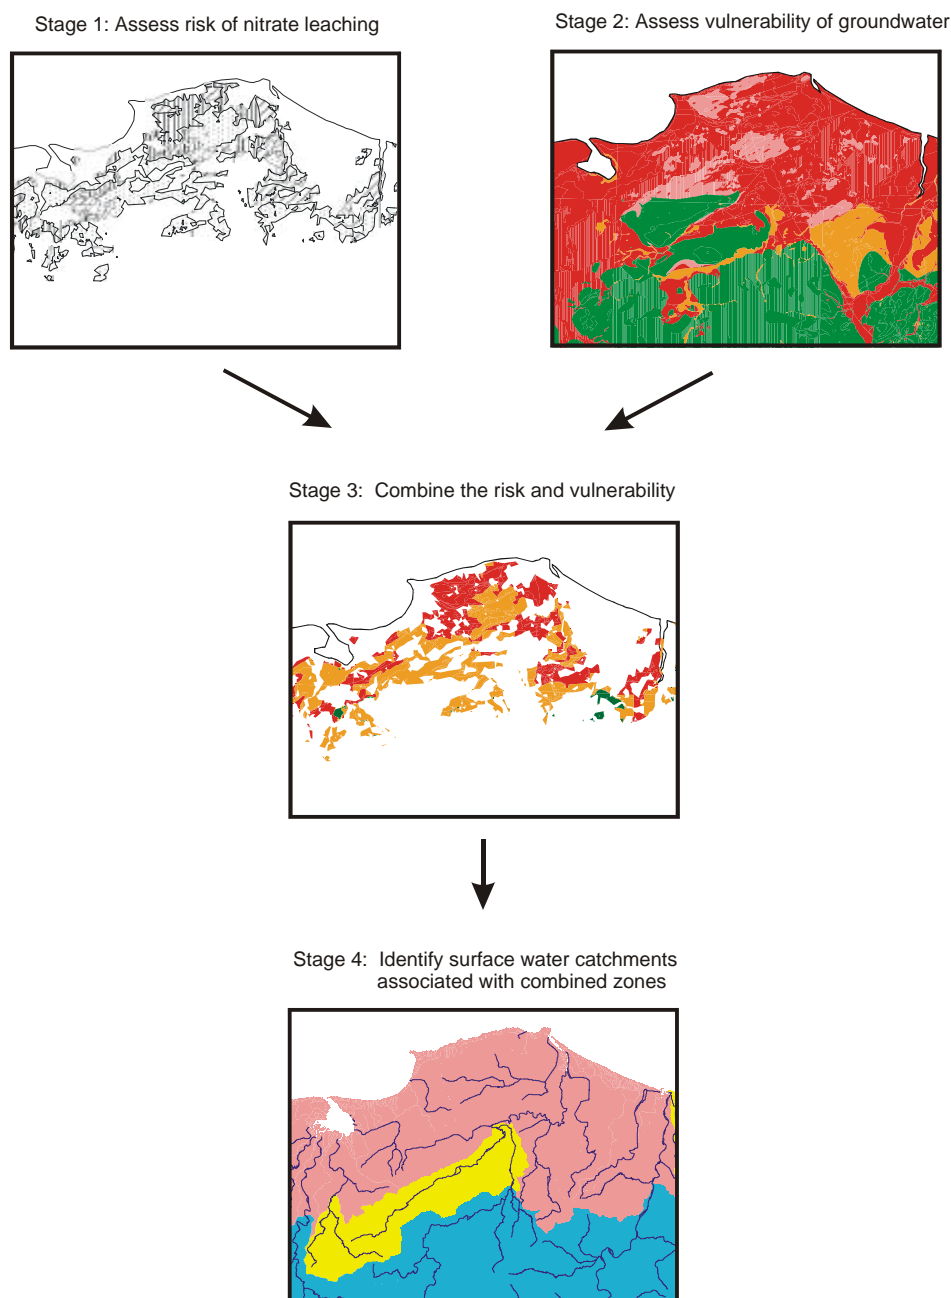 Stage 1: Assess risk of nitrate leaching
Stage 2: Assess vulnerability of groundwater
Stage 3: Combine the risk and vulnerability
Stage 4: Identify surface water catchments
associated with combined zones